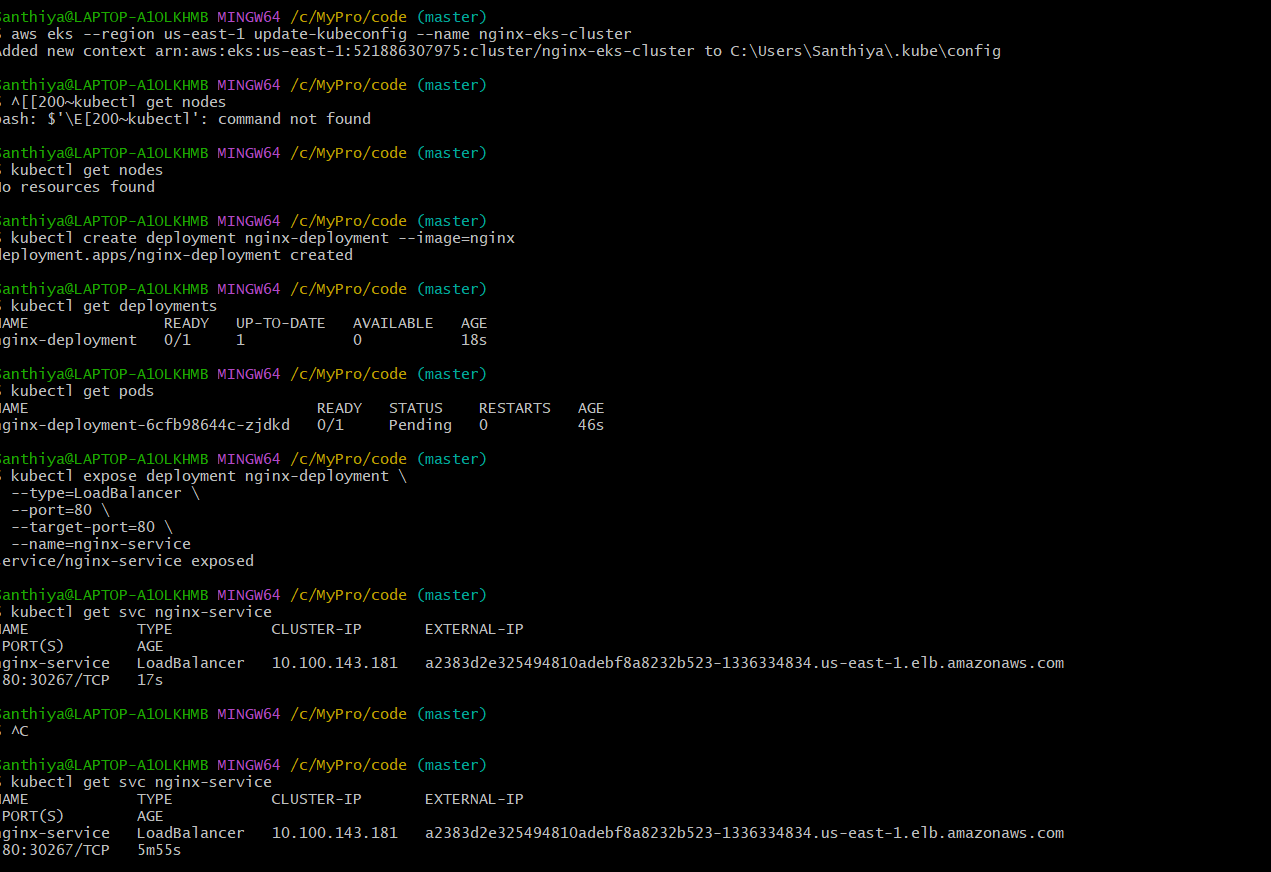 Santhiya@LAPTOP-A1OLKHMB MINGW64 /c/MyPro/code (master)
$ aws eks --region us-east-1 update-kubeconfig --name nginx-eks-cluster
Added new context arn:aws:eks:us-east-1:521886307975:cluster/nginx-eks-cluster to C:\Users\Santhiya\.kube\config
Santhiya@LAPTOP-A1OLKHMB MINGW64 /c/MyPro/code (master)
$ ^[[200~kubectl get nodes
bash: $'\E[200~kubectl': command not found
Santhiya@LAPTOP-A1OLKHMB MINGW64 /c/MyPro/code (master)
$ kubectl get nodes
No resources found
Santhiya@LAPTOP-A1OLKHMB MINGW64 /c/MyPro/code (master)
$ kubectl create deployment nginx-deployment --image=nginx
deployment.apps/nginx-deployment created
Santhiya@LAPTOP-A1OLKHMB MINGW64 /c/MyPro/code (master)
$ kubectl get deployments
NAME READY UP-TO-DATE AVAILABLE AGE
nginx-deployment 0/1 1 0 18s
Santhiya@LAPTOP-A1OLKHMB MINGW64 /c/MyPro/code (master)
$ kubectl get pods
NAME READY STATUS RESTARTS AGE
nginx-deployment-6cfb98644c-zjdkd 0/1 Pending 0 46s
Santhiya@LAPTOP-A1OLKHMB MINGW64 /c/MyPro/code (master)
$ kubectl expose deployment nginx-deployment \
--type=LoadBalancer \
--port=80 \
--target-port=80 \
--name=nginx-service
service/nginx-service exposed
Santhiya@LAPTOP-A1OLKHMB MINGW64 /c/MyPro/code (master)
$ kubectl get svc nginx-service
NAME TYPE CLUSTER-IP EXTERNAL-IP
PORT(S) AGE
nginx-service LoadBalancer 10.100.143.181 a2383d2e325494810adebf8a8232b523-1336334834.us-east-1.elb.amazonaws.com
80:30267/TCP 17s
Santhiya@LAPTOP-A1OLKHMB MINGW64 /c/MyPro/code (master)
$ ^C
Santhiya@LAPTOP-A1OLKHMB MINGW64 /c/MyPro/code (master)
$ kubectl get svc nginx-service
NAME TYPE CLUSTER-IP EXTERNAL-IP
PORT(S) AGE
nginx-service LoadBalancer 10.100.143.181 a2383d2e325494810adebf8a8232b523-1336334834.us-east-1.elb.amazonaws.com
80:30267/TCP 5m55s